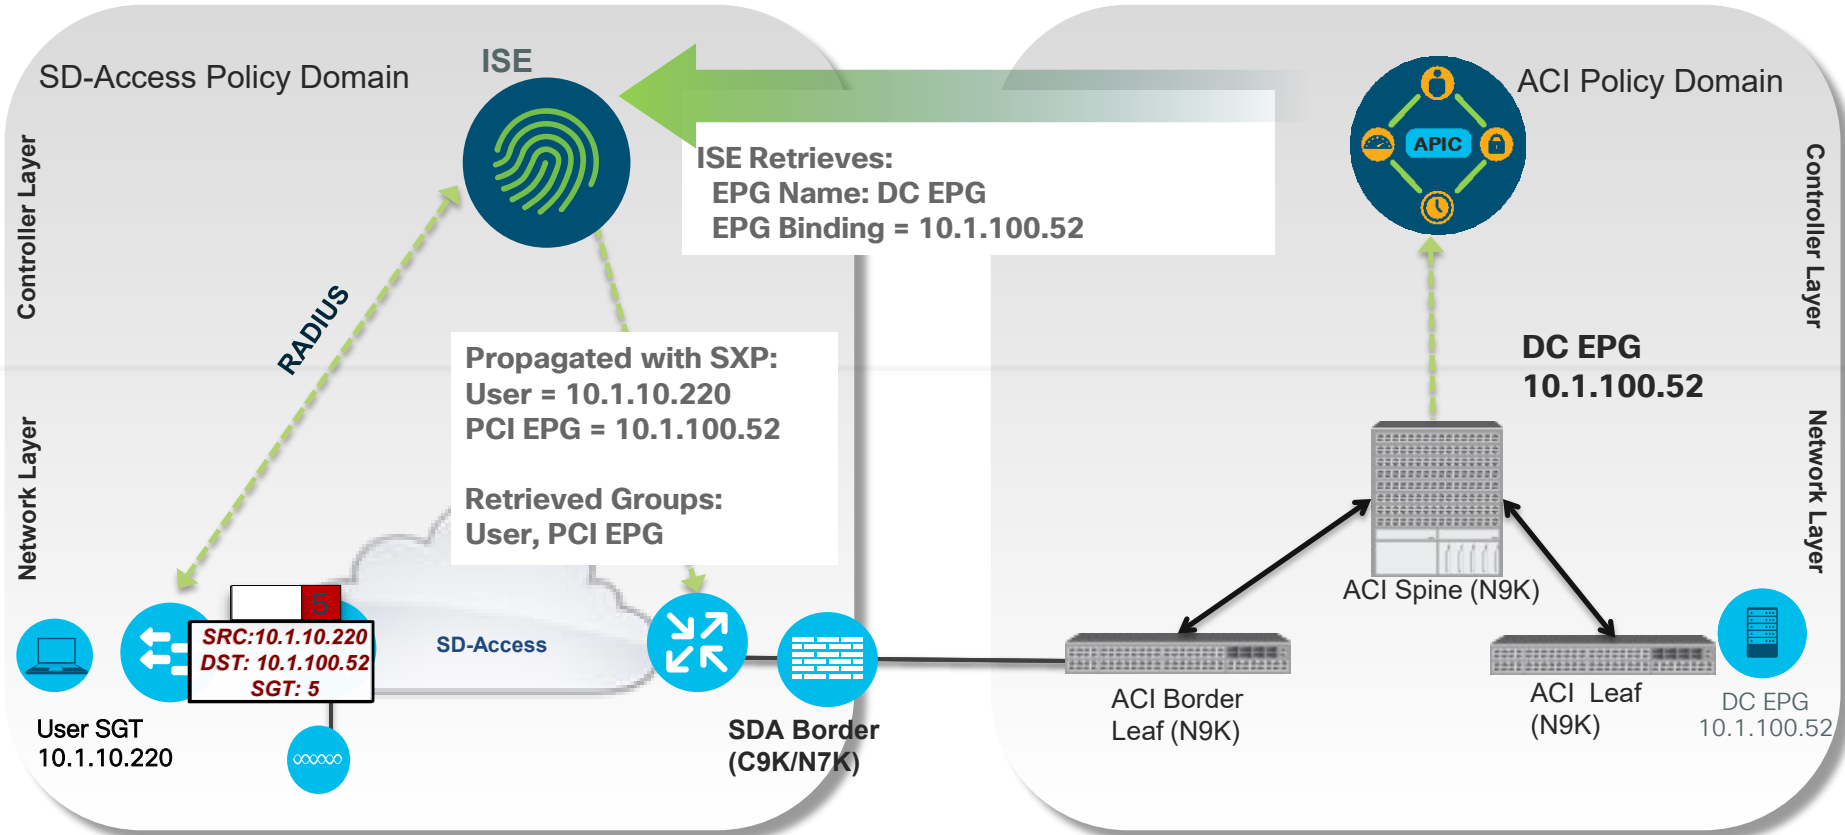 SD-Access Policy Domain
ISE
ACI Policy Domain
APIC
Controller Layer
Controller Layer
ISE Retrieves:
EPG Name: DC EPG
EPG Binding = 10.1.100.52
RADIUS
Propagated with SXP:
User = 10.1.10.220
PCI EPG = 10.1.100.52
Retrieved Groups:
User, PCI EPG
DC EPG
10.1.100.52
Network Layer
Network Layer
5
SRC:10.1.10.220
DST: 10.1.100.52
SGT: 5
SD-Access
ACI Spine (N9K)
User SGT
10.1.10.220
SDA Border
(C9K/N7K)
ACI Border
Leaf (N9K)
ACI Leaf
(N9K)
DC EPG
10.1.100.52